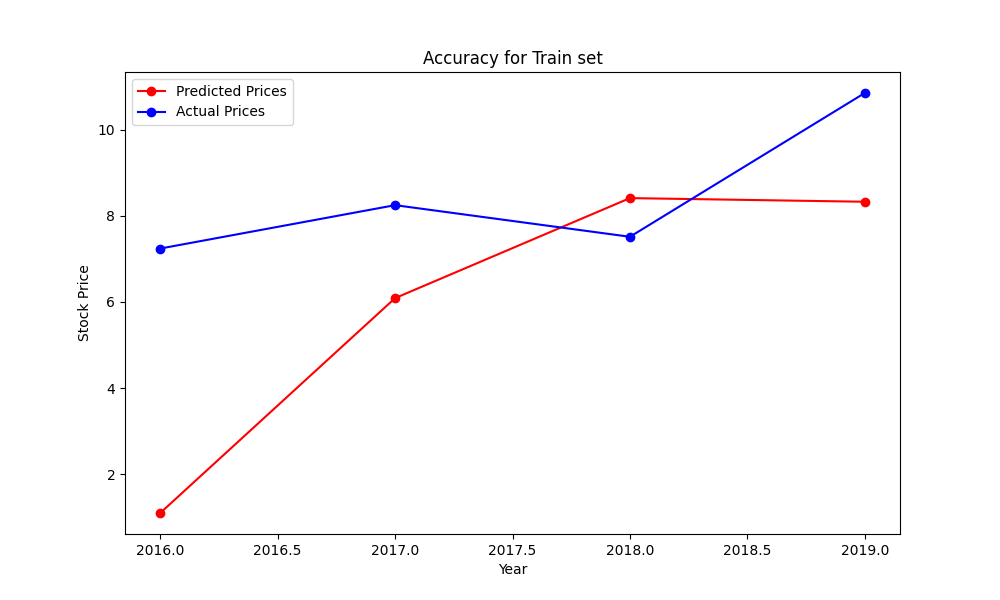 Accuracy for Train set
Predicted Prices
Actual Prices
10
8
6
4
2
Stock Price
2016.0 2016.5 2017.0 2017.5 2018.0 2018.5 2019.0
Year